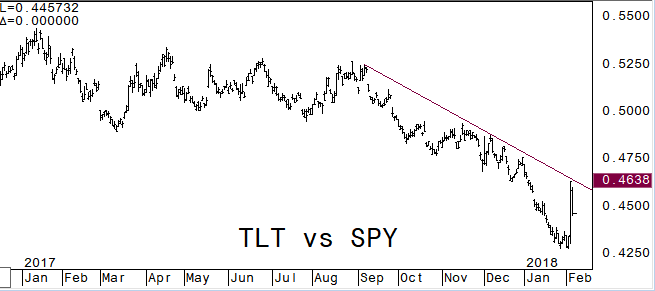 L=0.445732
Δ=0.000000
0.5500
0.5250
0.5000
0.4750
0.4638
0.4500
0.4250
TLT vs SPY
2017 2018
Jan Feb Mar Apr May Jun Jul Aug Sep Oct Nov Dec Jan Feb